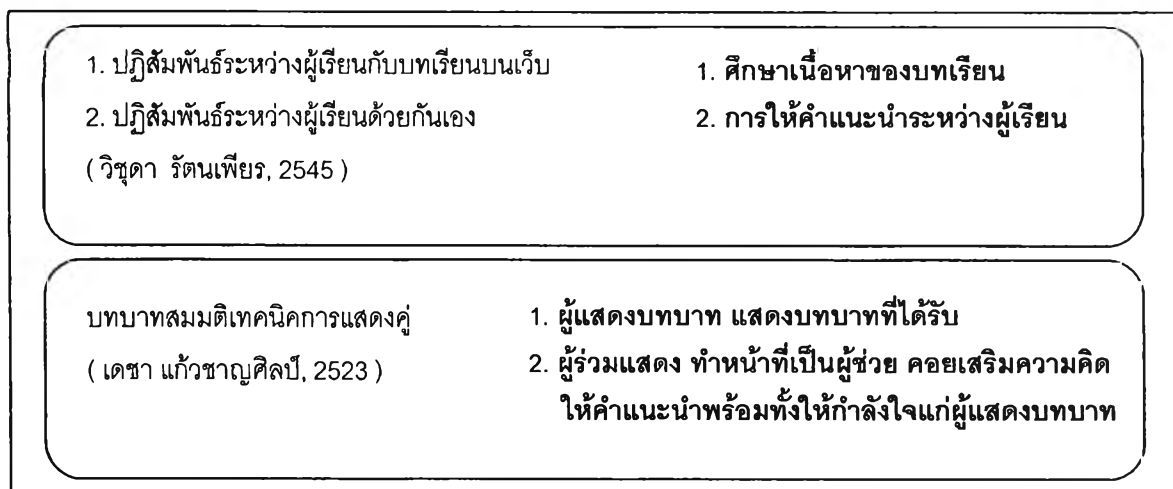 1. ปฏิสัมพันธ์ระหว่างผู้เรียนกับบทเรียนบนเว็บ
2. ปฏิสัมพันธ์ระหว่างผู้เรียนด้วยกันเอง
( วิชุดา รัตนเพียร, 2545 )
1. ศึกษาเนื้อหาของบทเรียน
2. การให้คำแนะนำระหว่างผู้เรียน
บทบาทสมมติเทคนิคการแสดงคู่
( เดชา แก้วชาญศิลป์, 2523 )
1. ผู้แสดงบทบาท แสดงบทบาทที่ได้รับ
2. ผู้ร่วมแสดง ทำหน้าที่เป็นผู้ช่วย คอยเสริมความคิด
ให้คำแนะนำพร้อมทั้งให้กำลังใจแก่ผู้แสดงบทบาท